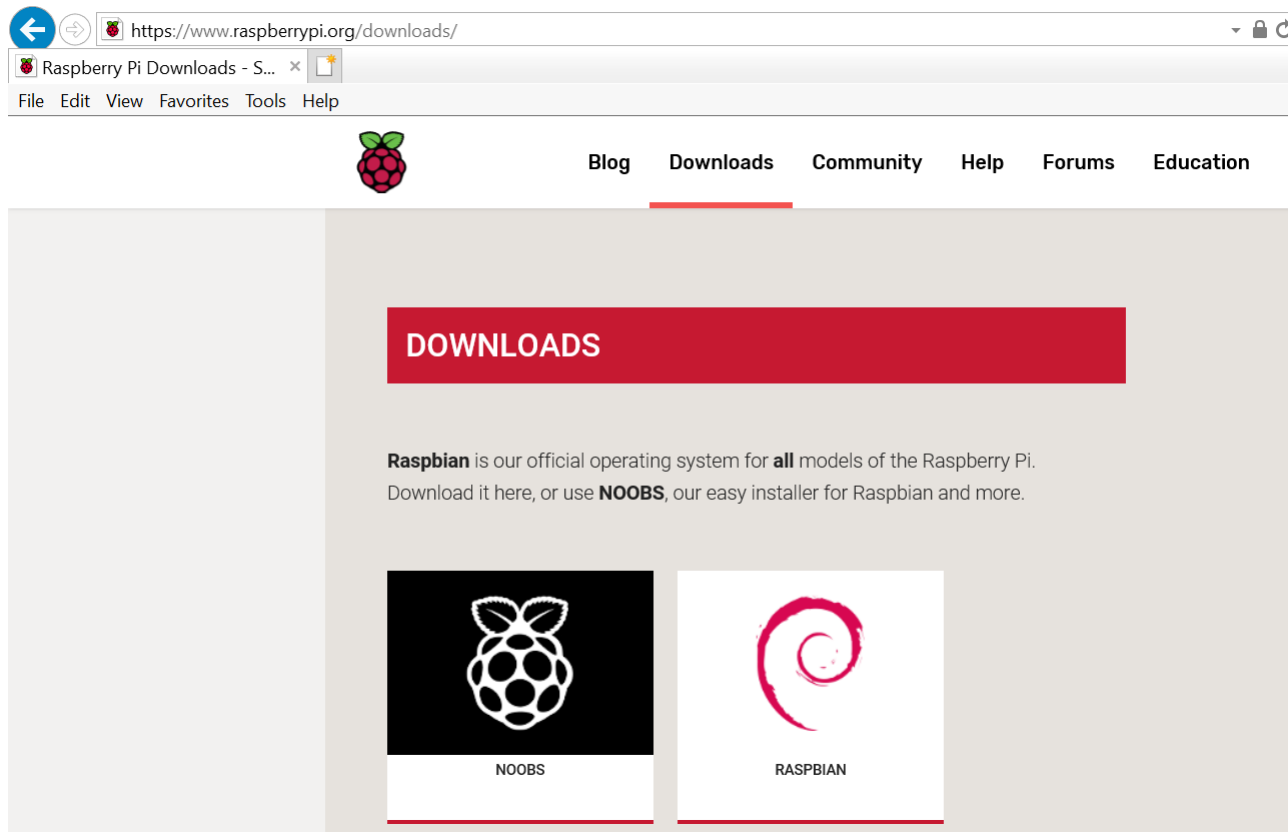 https://www.raspberrypi.org/downloads/
Raspberry Pi Downloads - S...
File Edit View Favorites Tools Help
Blog Downloads Community Help Forums Education
DOWNLOADS
Raspbian is our official operating system for all models of the Raspberry Pi.
Download it here, or use NOOBS, our easy installer for Raspbian and more.
NOOBS RASPBIAN